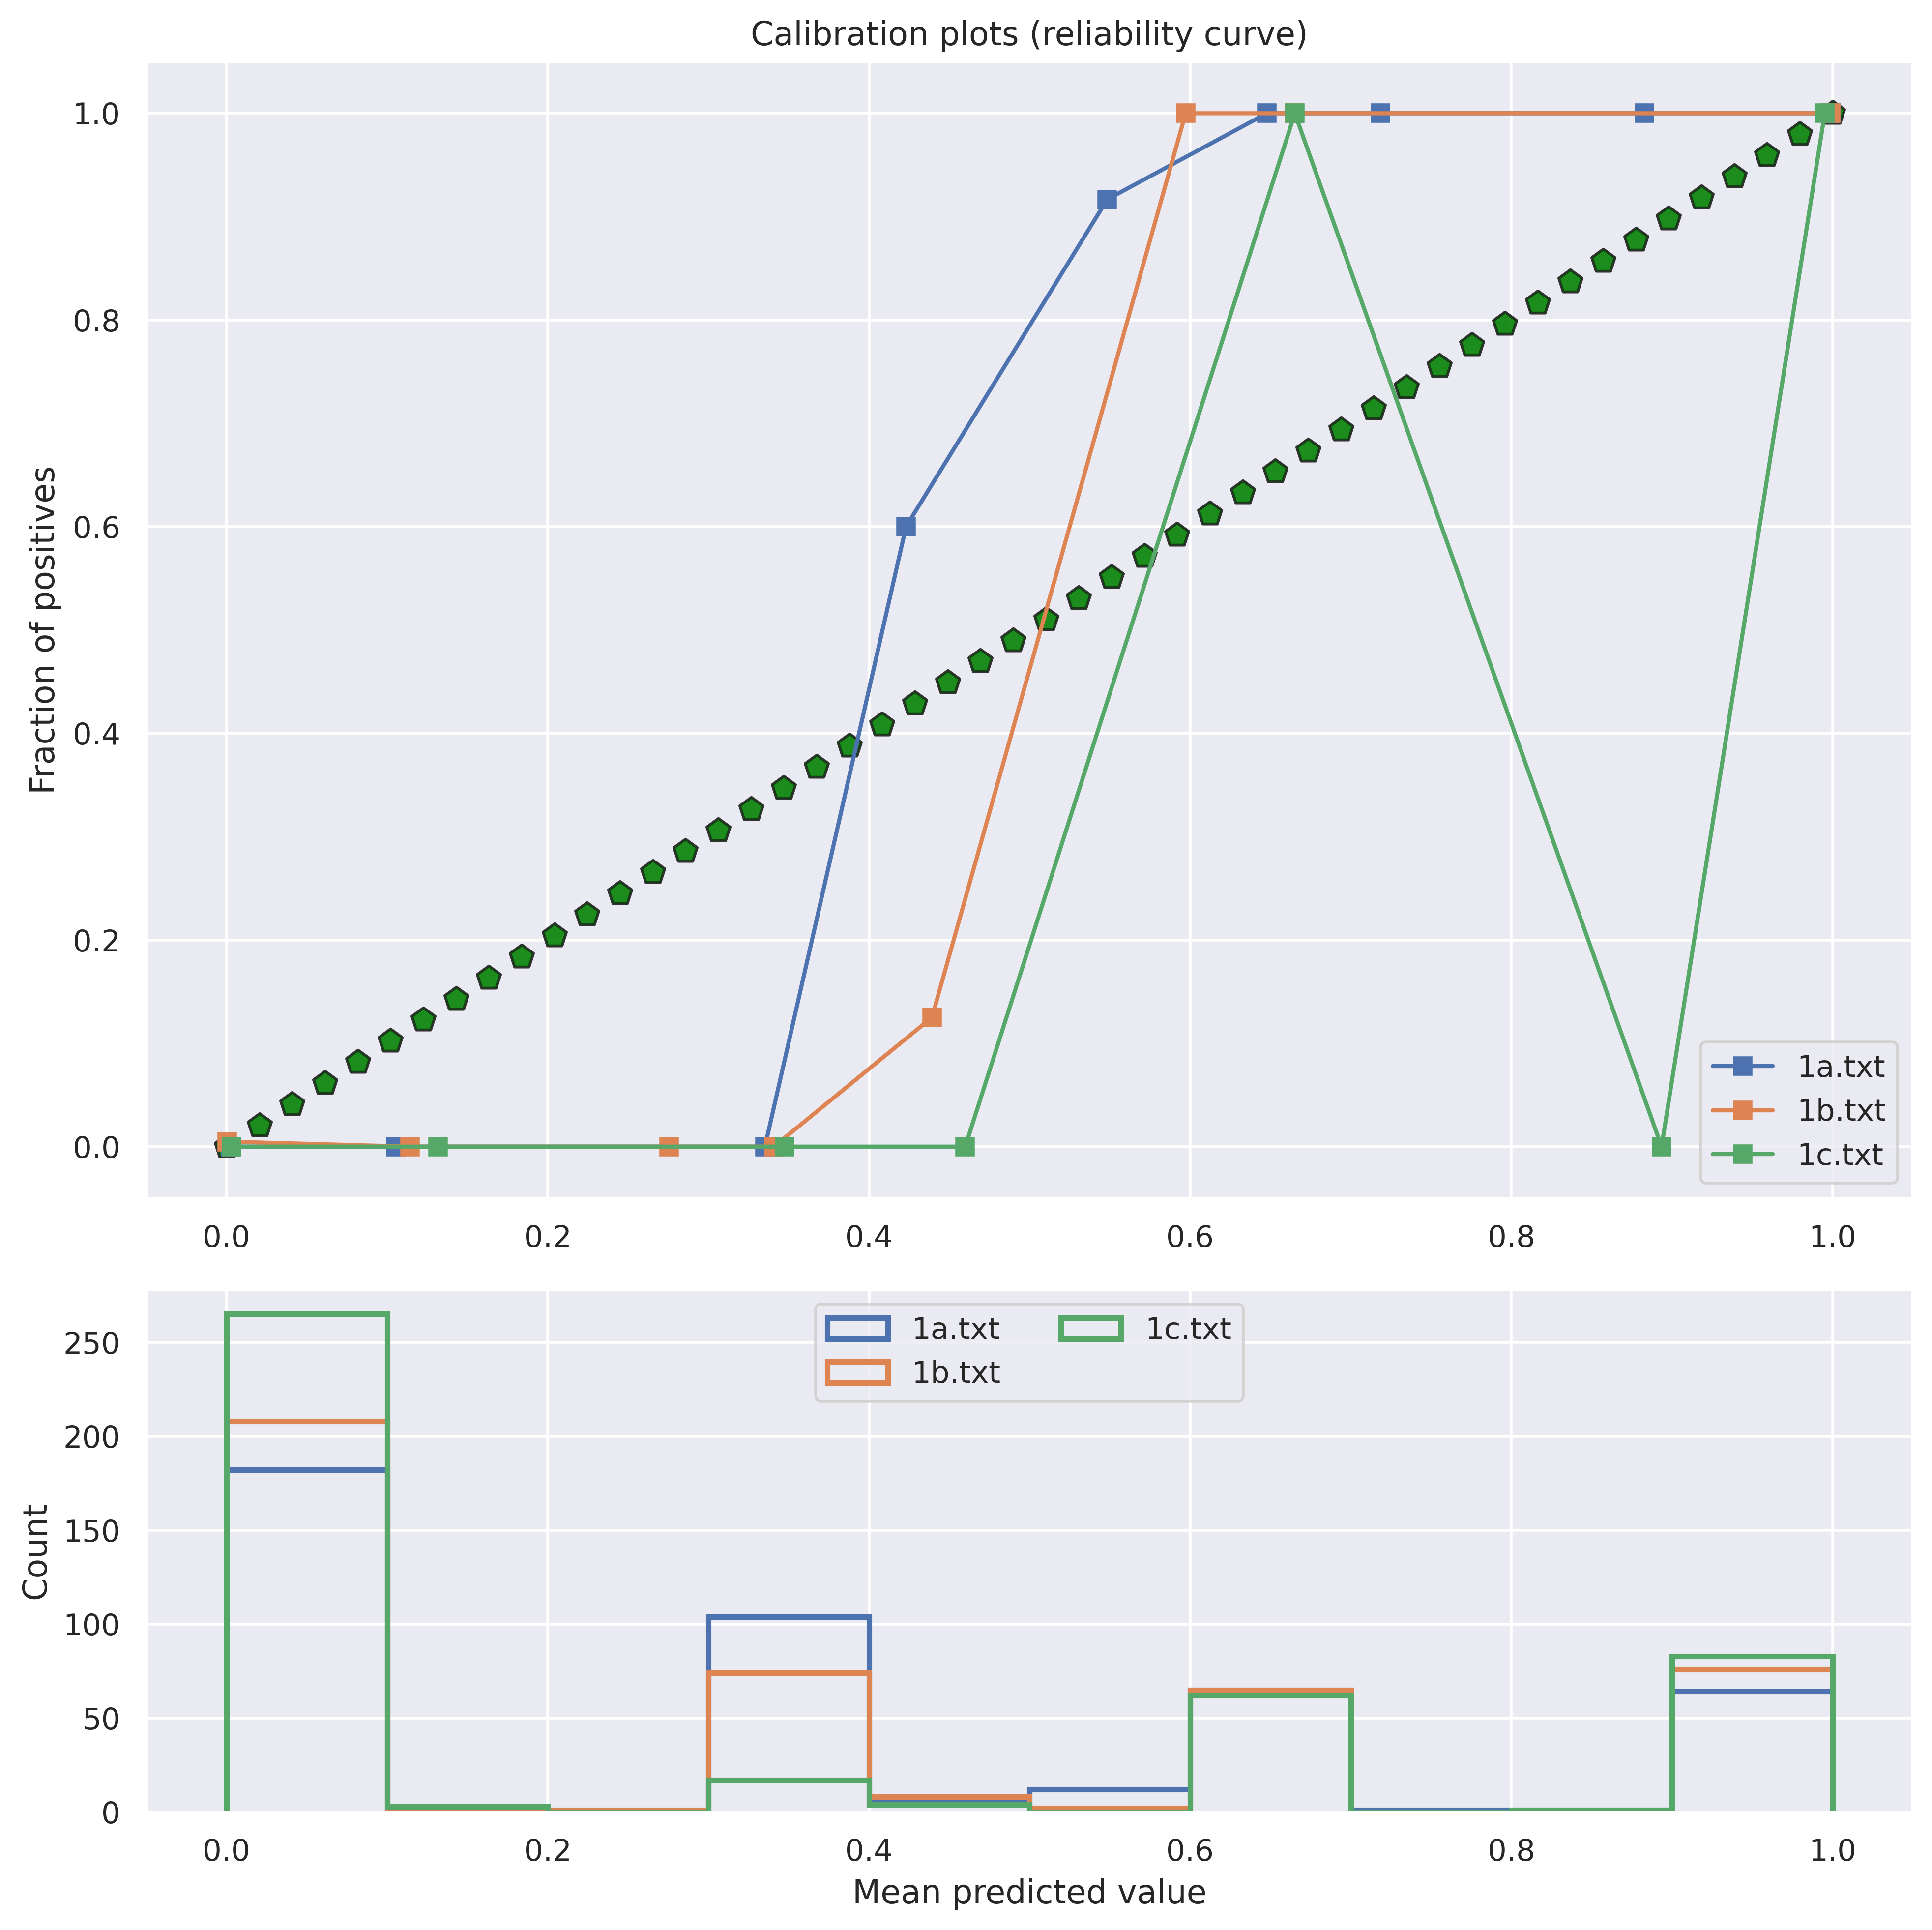 Calibration plots (reliability curve)
1.0
0.8
0.6
0.4
0.2
0.0
Fraction of positives
1a.txt
1b.txt
1c.txt
0.0 0.2 0.4 0.6 0.8 1.0
1a.txt 1c.txt
1b.txt
250
200
150
100
50
0
Count
0.0 0.2 0.4 0.6 0.8 1.0
Mean predicted value